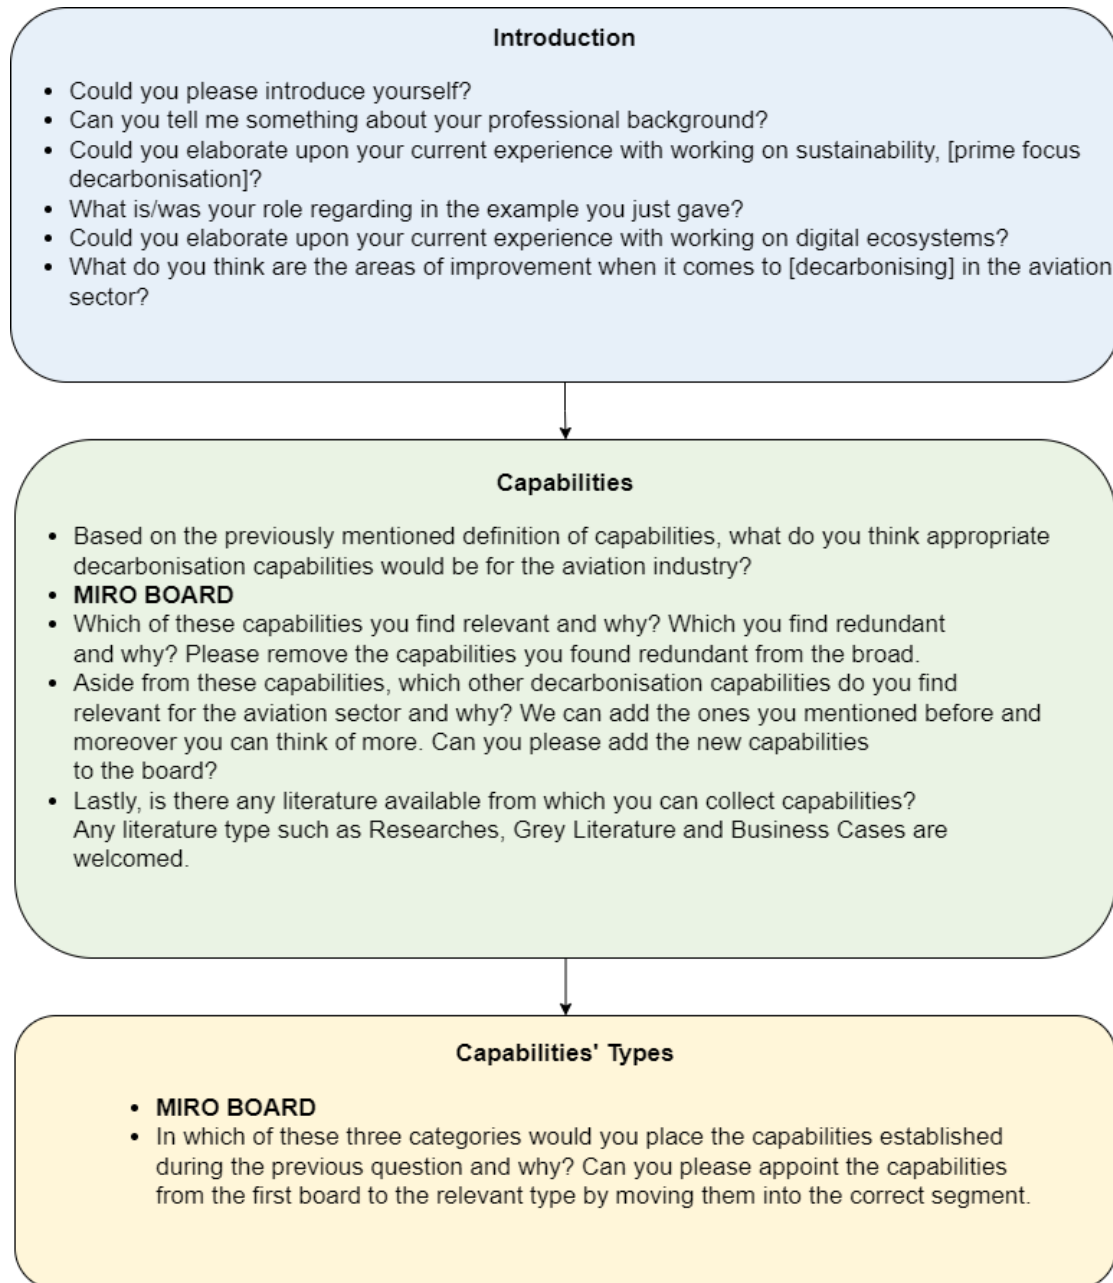 Introduction
• Could you please introduce yourself?
• Can you tell me something about your professional background?
• Could you elaborate upon your current experience with working on sustainability, [prime focus
decarbonisation]?
• What is/was your role regarding in the example you just gave?
• Could you elaborate upon your current experience with working on digital ecosystems?
• What do you think are the areas of improvement when it comes to [decarbonising] in the aviation
sector?
Capabilities
• Based on the previously mentioned definition of capabilities, what do you think appropriate
decarbonisation capabilities would be for the aviation industry?
• MIRO BOARD
• Which of these capabilities you find relevant and why? Which you find redundant
and why? Please remove the capabilities you found redundant from the broad.
• Aside from these capabilities, which other decarbonisation capabilities do you find
relevant for the aviation sector and why? We can add the ones you mentioned before and
moreover you can think of more. Can you please add the new capabilities
to the board?
• Lastly, is there any literature available from which you can collect capabilities?
Any literature type such as Researches, Grey Literature and Business Cases are
welcomed.
Capabilities' Types
• MIRO BOARD
• In which of these three categories would you place the capabilities established
during the previous question and why? Can you please appoint the capabilities
from the first board to the relevant type by moving them into the correct segment.